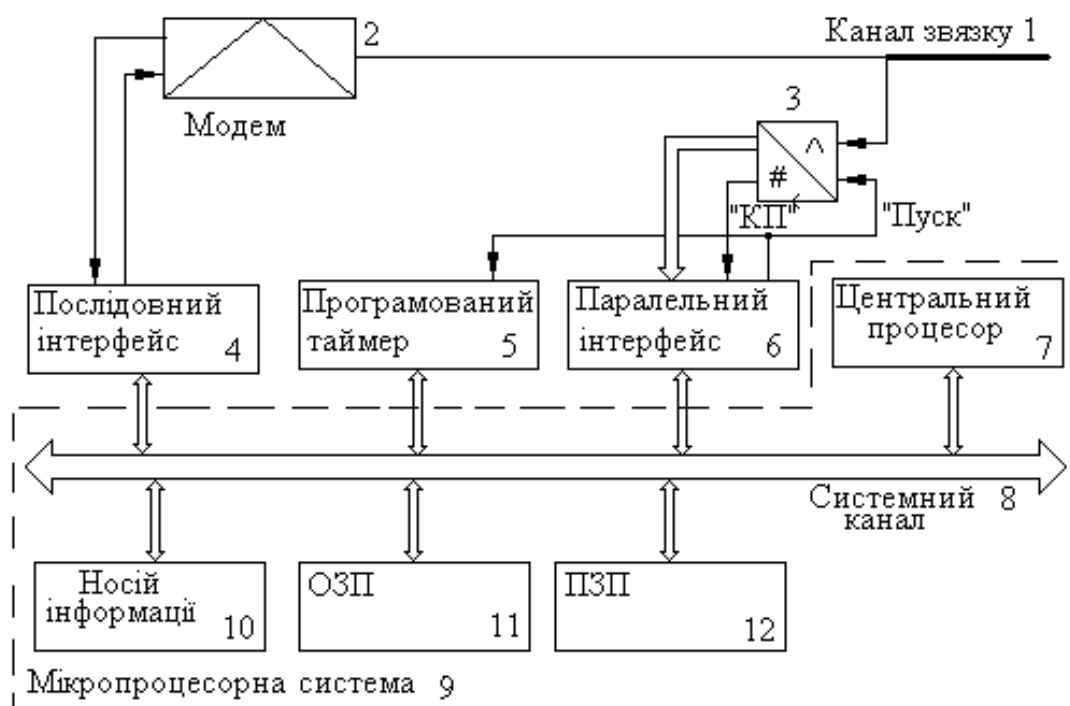 2
Канал звязку 1
Модем
3
^
#
"КП"
"Пуск"
Послідовний
інтерфейс 4
Програмований
таймер 5
Паралельний
інтерфейс 6
Центральний
процесор 7
Системний 8
канал
Носій
інформації 10
ОЗП
11
ПЗП
12
Мікропроцесорна система 9